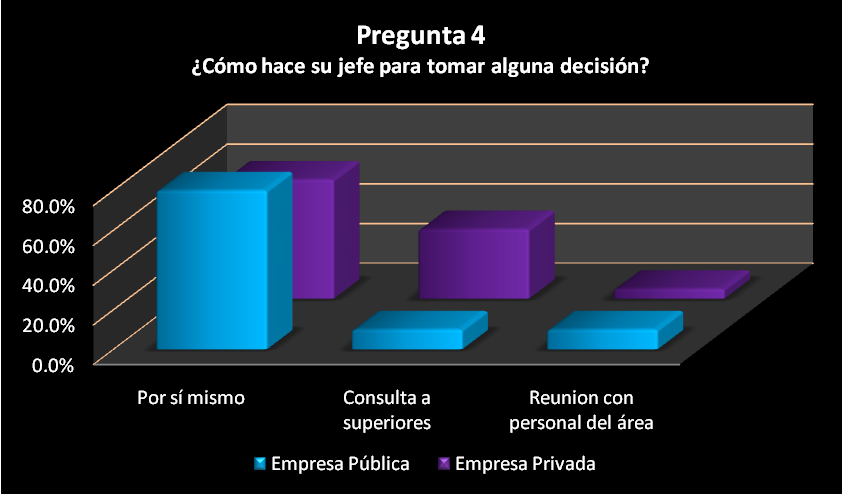 Pregunta 4
¿Cómo hace su jefe para tomar alguna decisión?
80.0%
60.0%
40.0%
20.0%
0.0%
Por sí mismo
Consulta a
superiores
Reunion con
personal del área
Empresa Pública
Empresa Privada